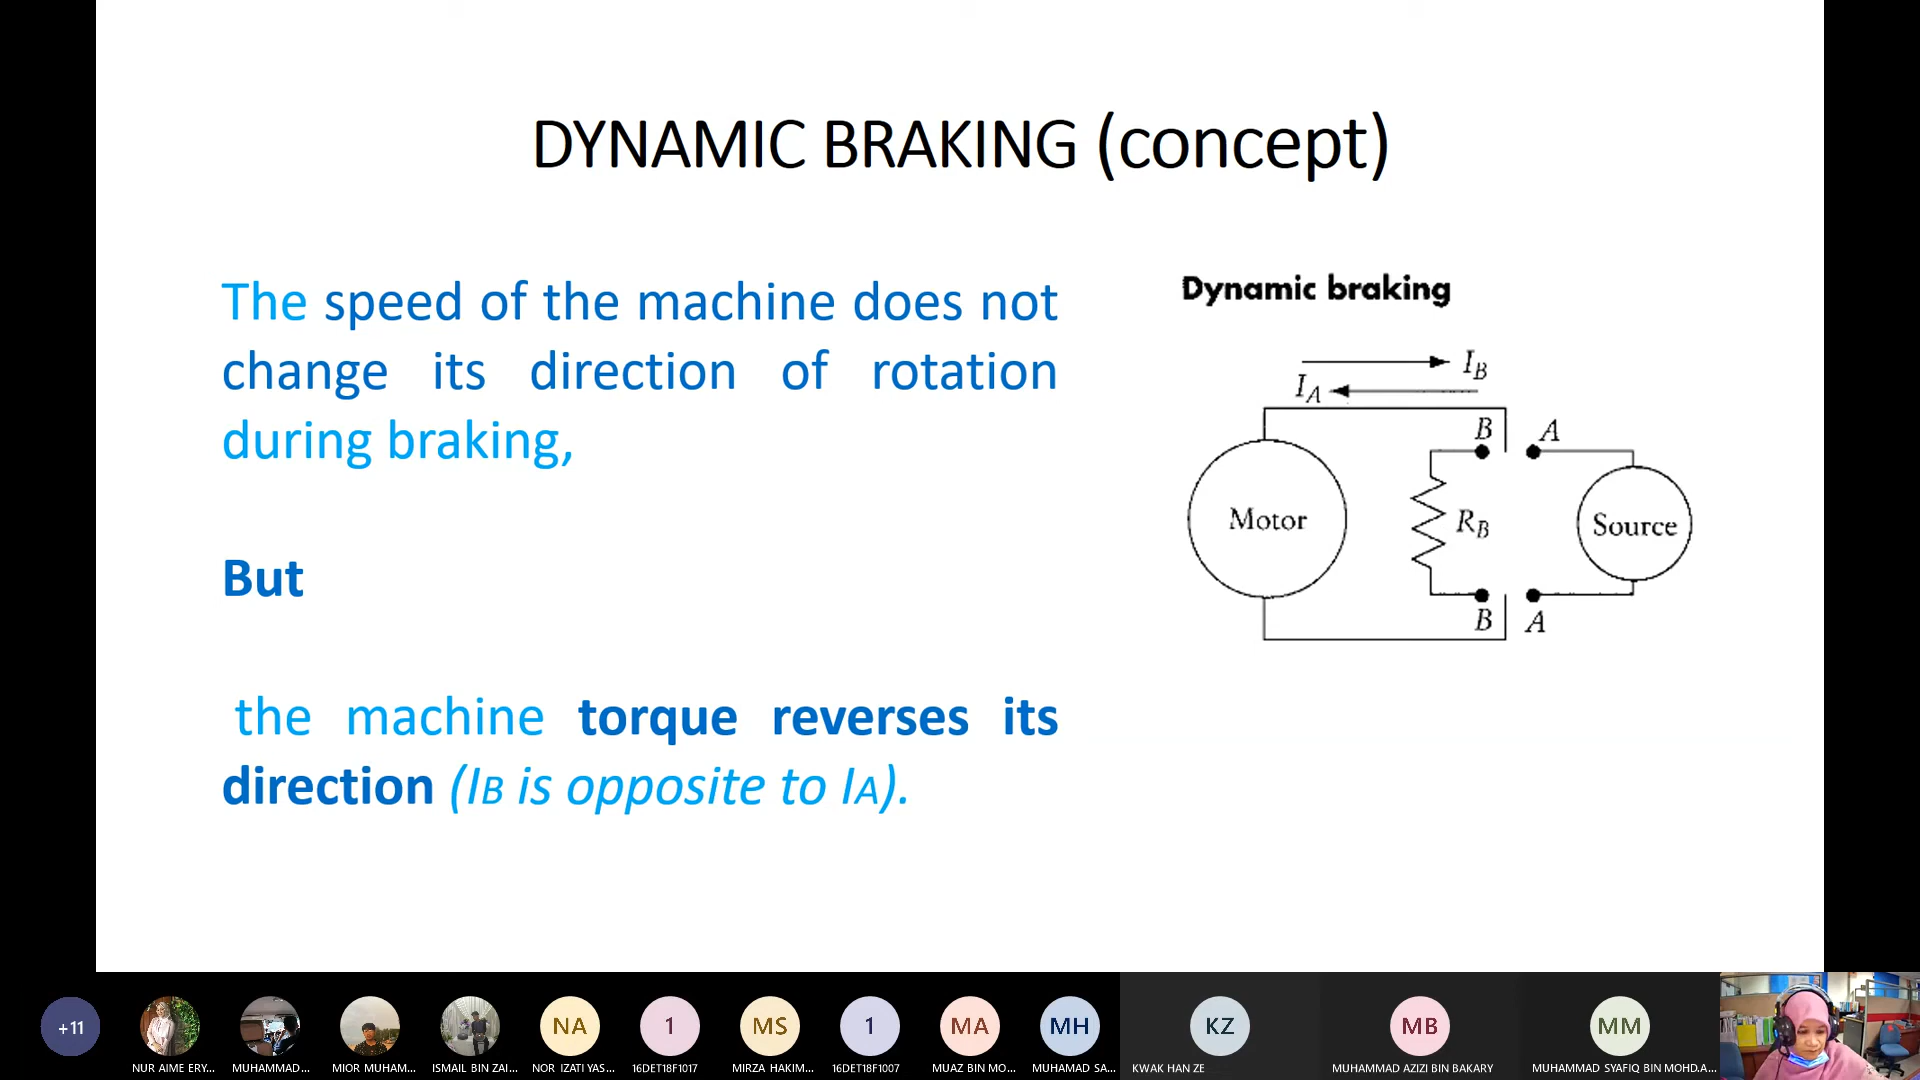 DYNAMIC BRAKING (concept)
The speed of the machine does not
change its direction of rotation
during braking,
But
the machine torque reverses its
direction (IB is opposite to IA).
Dynamic braking
IB
IA
B A
Motor
RB
Source
B A
+11
NA
1
MS
1
MA
MH
KZ
MB
MM
NUR AIME ERY...
MUHAMMAD...
MIOR MUHAM...
ISMAIL BIN ZAI...
NOR IZATI YAS...
16DET18F1017
MIRZA HAKIM...
16DET18F1007
MUAZ BIN MO...
MUHAMAD SA...
KWAK HAN ZE
MUHAMMAD AZIZI BIN BAKARY
MUHAMMAD SYAFIQ BIN MOHD.A...